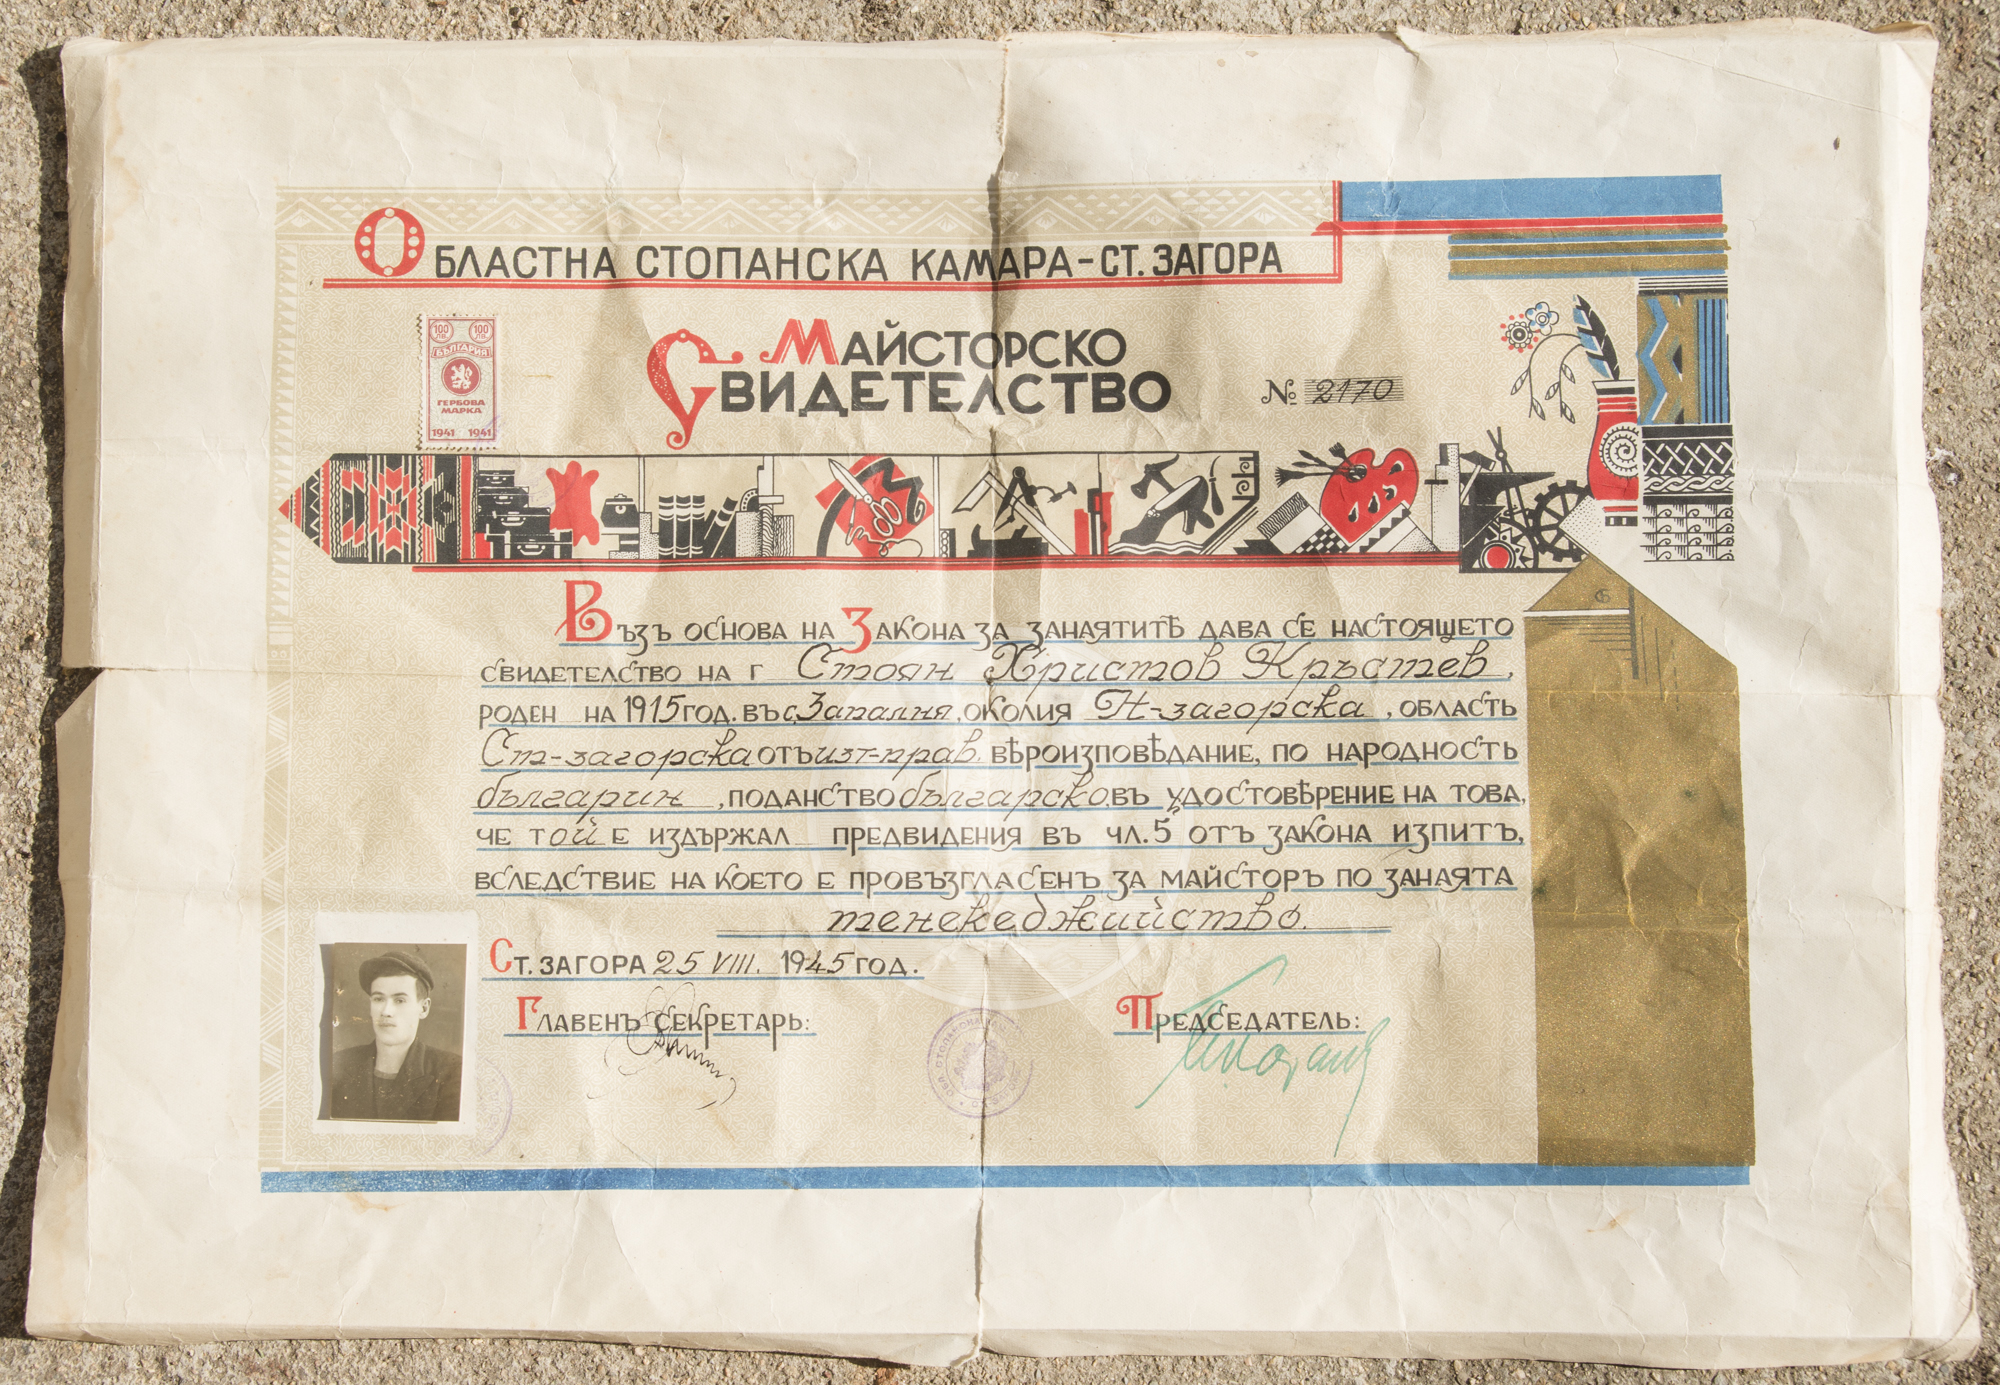 ОБЛАСТНА СТОПАНСКА КАМАРА-СТ. ЗАГОРА
100 ЛВ. 100 ЛВ.
БЪЛГАРИЯ
ГЕРБОВА
МАРКА
1941 1941
МАЙСТОРСКО
СВИДЕТЕЛСТВО
№ 2170
ВЪЗЪ ОСНОВА НА ЗАКОНА ЗА ЗАНАЯТИТѢ ДАВА СЕ НАСТОЯЩЕТО
СВИДЕТЕЛСТВО НА Г Стоян Христов Кръстев,
РОДЕН НА 1915 ГОД. ВЪ с. Запалня, ОКОЛИЯ Н-загорска, ОБЛАСТЬ
Ст-загорска ОТЪ изт-прав. ВѢРОИЗПОВѢДАНИЕ, ПО НАРОДНОСТЬ
българин, ПОДАНСТВО българско, ВЪ УДОСТОВѢРЕНИЕ НА ТОВА,
ЧЕ ТОЙ Е ИЗДЪРЖАЛ ПРЕДВИДЕНИЯ ВЪ ЧЛ. 5 ОТЪ ЗАКОНА ИЗПИТЪ,
ВСЛЕДСТВИЕ НА КОЕТО Е ПРОВЪЗГЛАСЕНЪ ЗА МАЙСТОРЪ ПО ЗАНАЯТА
тенекеджийство.
СТ. ЗАГОРА 25 VIII. 1945 ГОД.
ГЛАВЕНЪ СЕКРЕТАРЬ:
ПРЕДСЕДАТЕЛЬ: